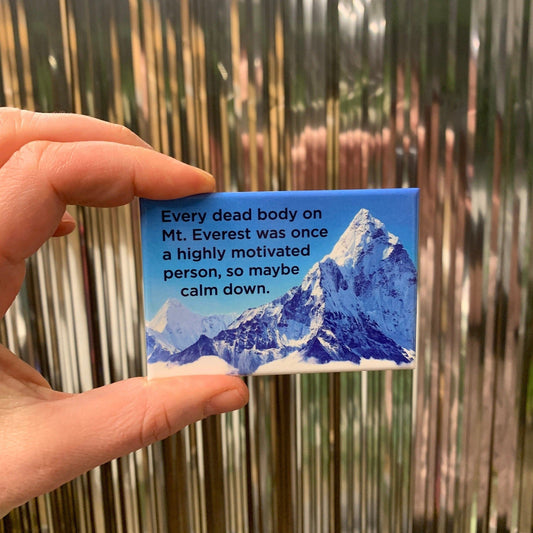 Every dead body on
Mt. Everest was once
a highly motivated
person, so maybe
calm down.